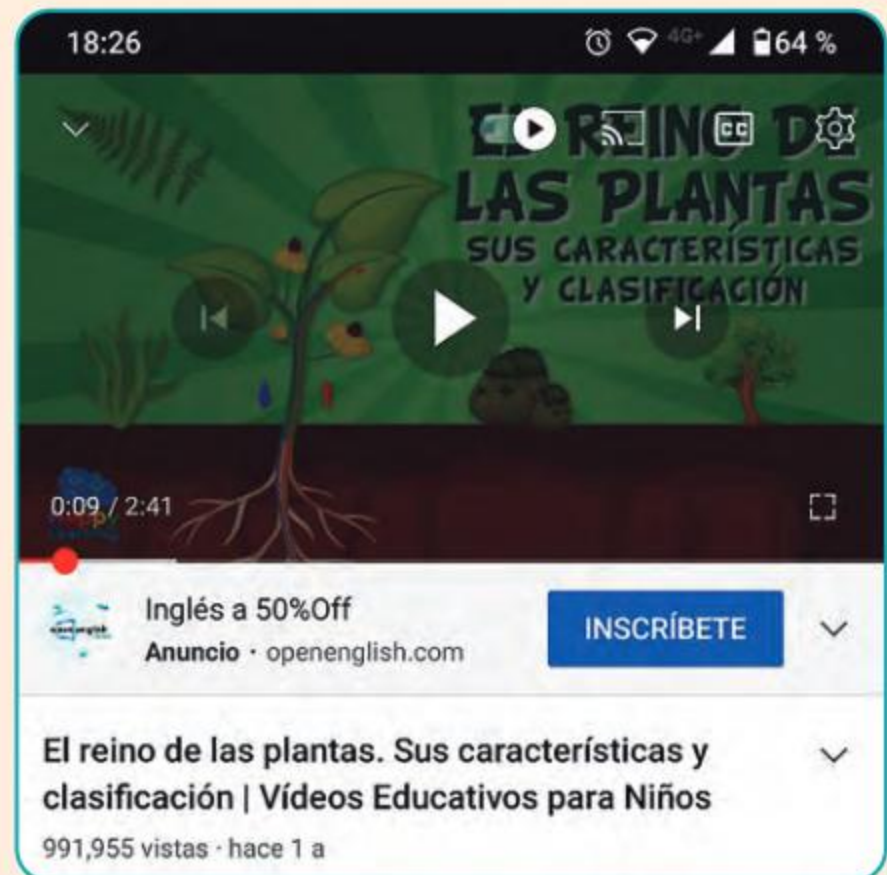 18:26
4G+
64 %
EL REINO DE
LAS PLANTAS
SUS CARACTERÍSTICAS
Y CLASIFICACIÓN
CC
0:09 / 2:41
Inglés a 50%Off
Anuncio · openenglish.com
INSCRÍBETE
El reino de las plantas. Sus características y
clasificación | Vídeos Educativos para Niños
991,955 vistas · hace 1 a